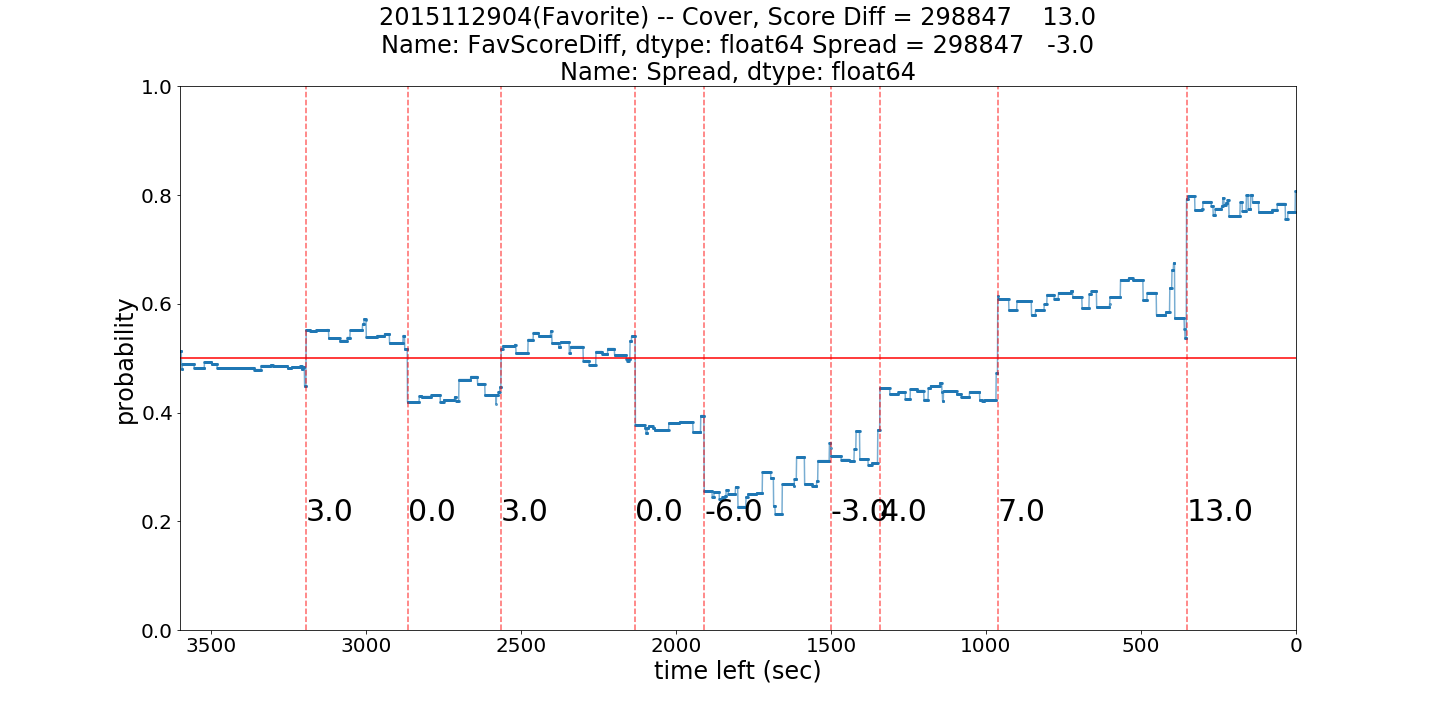 2015112904(Favorite) -- Cover, Score Diff = 298847    13.0
Name: FavScoreDiff, dtype: float64 Spread = 298847   -3.0
Name: Spread, dtype: float64
1.0
0.8
0.6
0.4
0.2
0.0
probability
3.0 0.0 3.0 0.0 -6.0 -3.0 4.0 7.0 13.0
3500 3000 2500 2000 1500 1000 500 0
time left (sec)